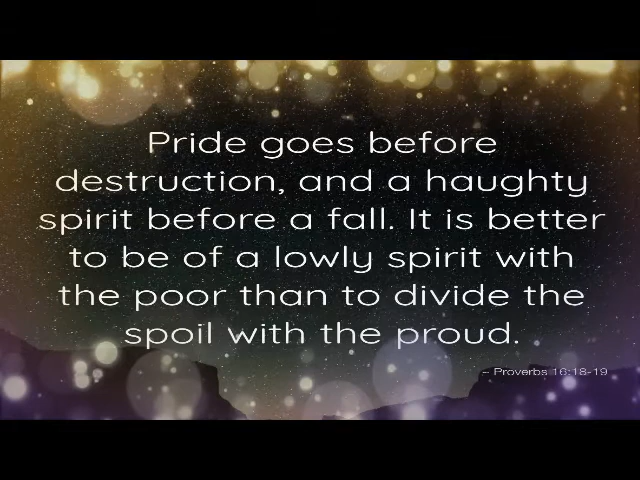 Pride goes before
destruction, and a haughty
spirit before a fall. It is better
to be of a lowly spirit with
the poor than to divide the
spoil with the proud.
- Proverbs 16:18-19